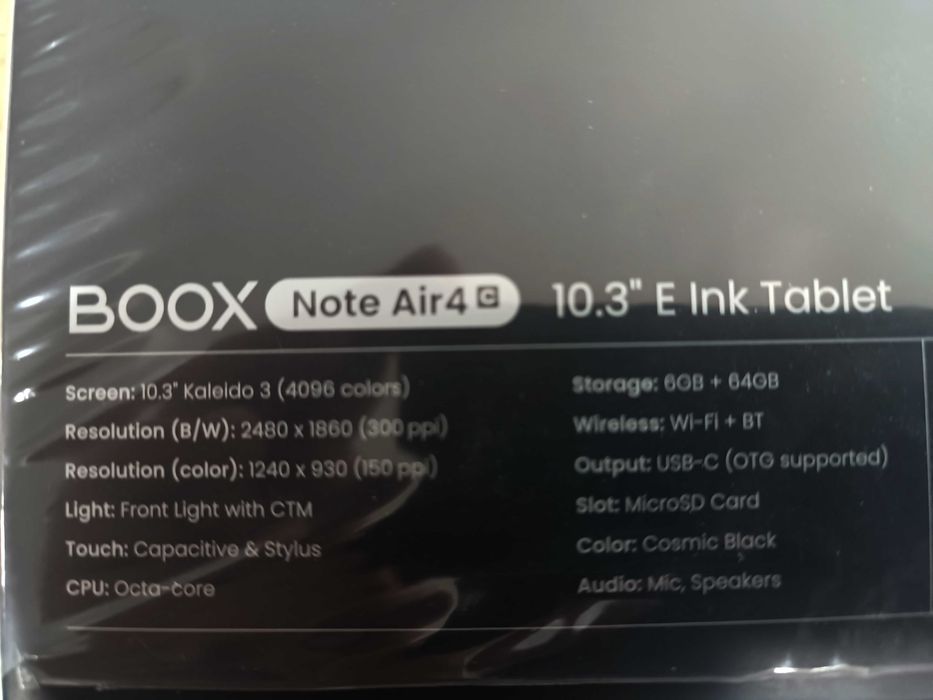 BOOX Note Air4 C 10.3" E Ink Tablet
Screen: 10.3" Kaleido 3 (4096 colors)
Resolution (B/W): 2480 x 1860 (300 ppi)
Resolution (color): 1240 x 930 (150 ppi)
Light: Front Light with CTM
Touch: Capacitive & Stylus
CPU: Octa-core
Storage: 6GB + 64GB
Wireless: Wi-Fi + BT
Output: USB-C (OTG supported)
Slot: MicroSD Card
Color: Cosmic Black
Audio: Mic, Speakers